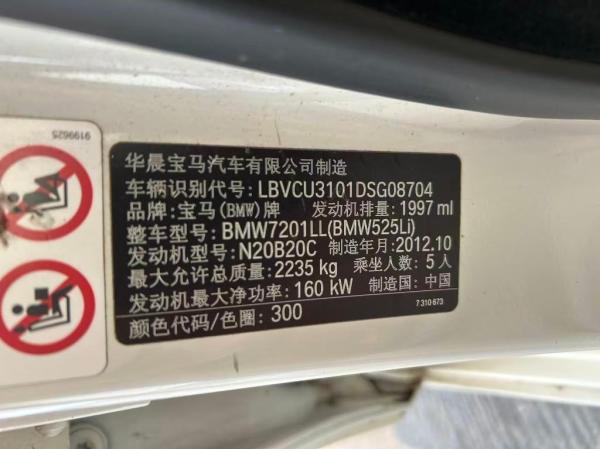 9199625
华晨宝马汽车有限公司制造
车辆识别代号: LBVCU3101DSG08704
品牌: 宝马(BMW)牌 发动机排量: 1997 ml
整车型号: BMW7201LL(BMW525Li)
发动机型号: N20B20C 制造年月: 2012.10
最大允许总质量: 2235 kg 乘坐人数: 5人
发动机最大净功率: 160 kW 制造国: 中国
颜色代码/色圈: 300
7 310 673